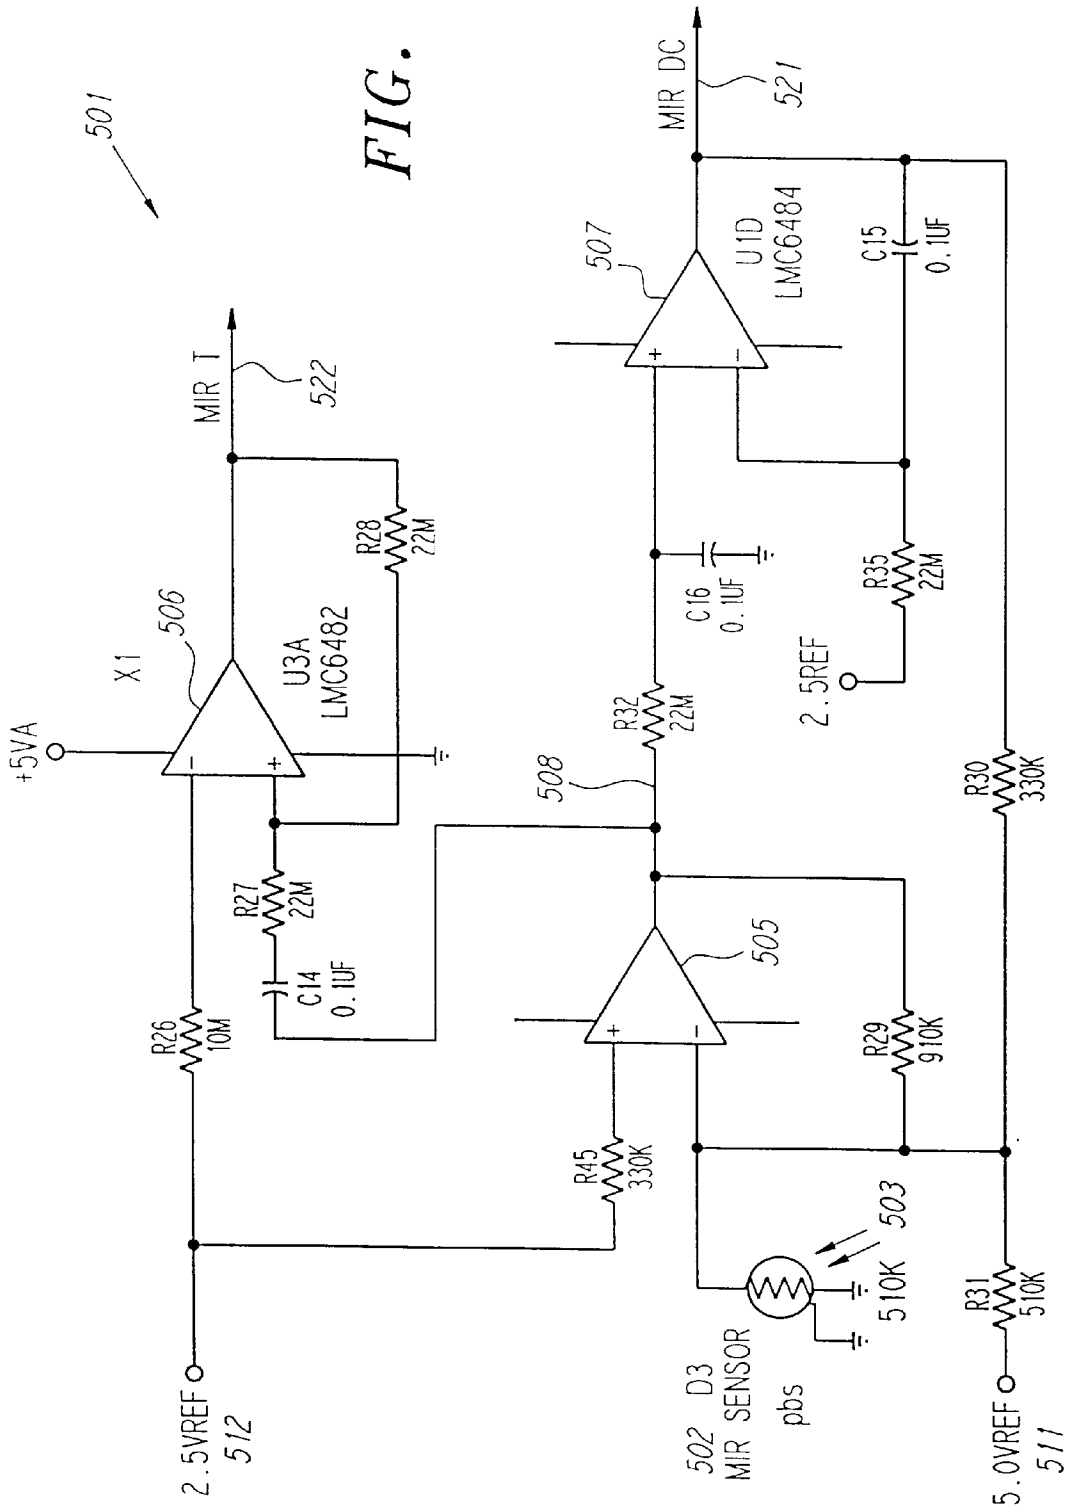 501
FIG.
+5VA
X1
506
U3A
LMC6482
MIR T
522
R28
22M
R27
22M
C14
0.1UF
R26
10M
2.5VREF
512
MIR DC
521
507
U1D
LMC6484
C15
0.1UF
C16
0.1UF
R35
22M
2.5REF
R32
22M
508
R30
330K
505
R29
910K
R45
330K
503
510K
502 D3
MIR SENSOR
pbs
R31
510K
5.0VREF
511
+
-
+
-
+
-